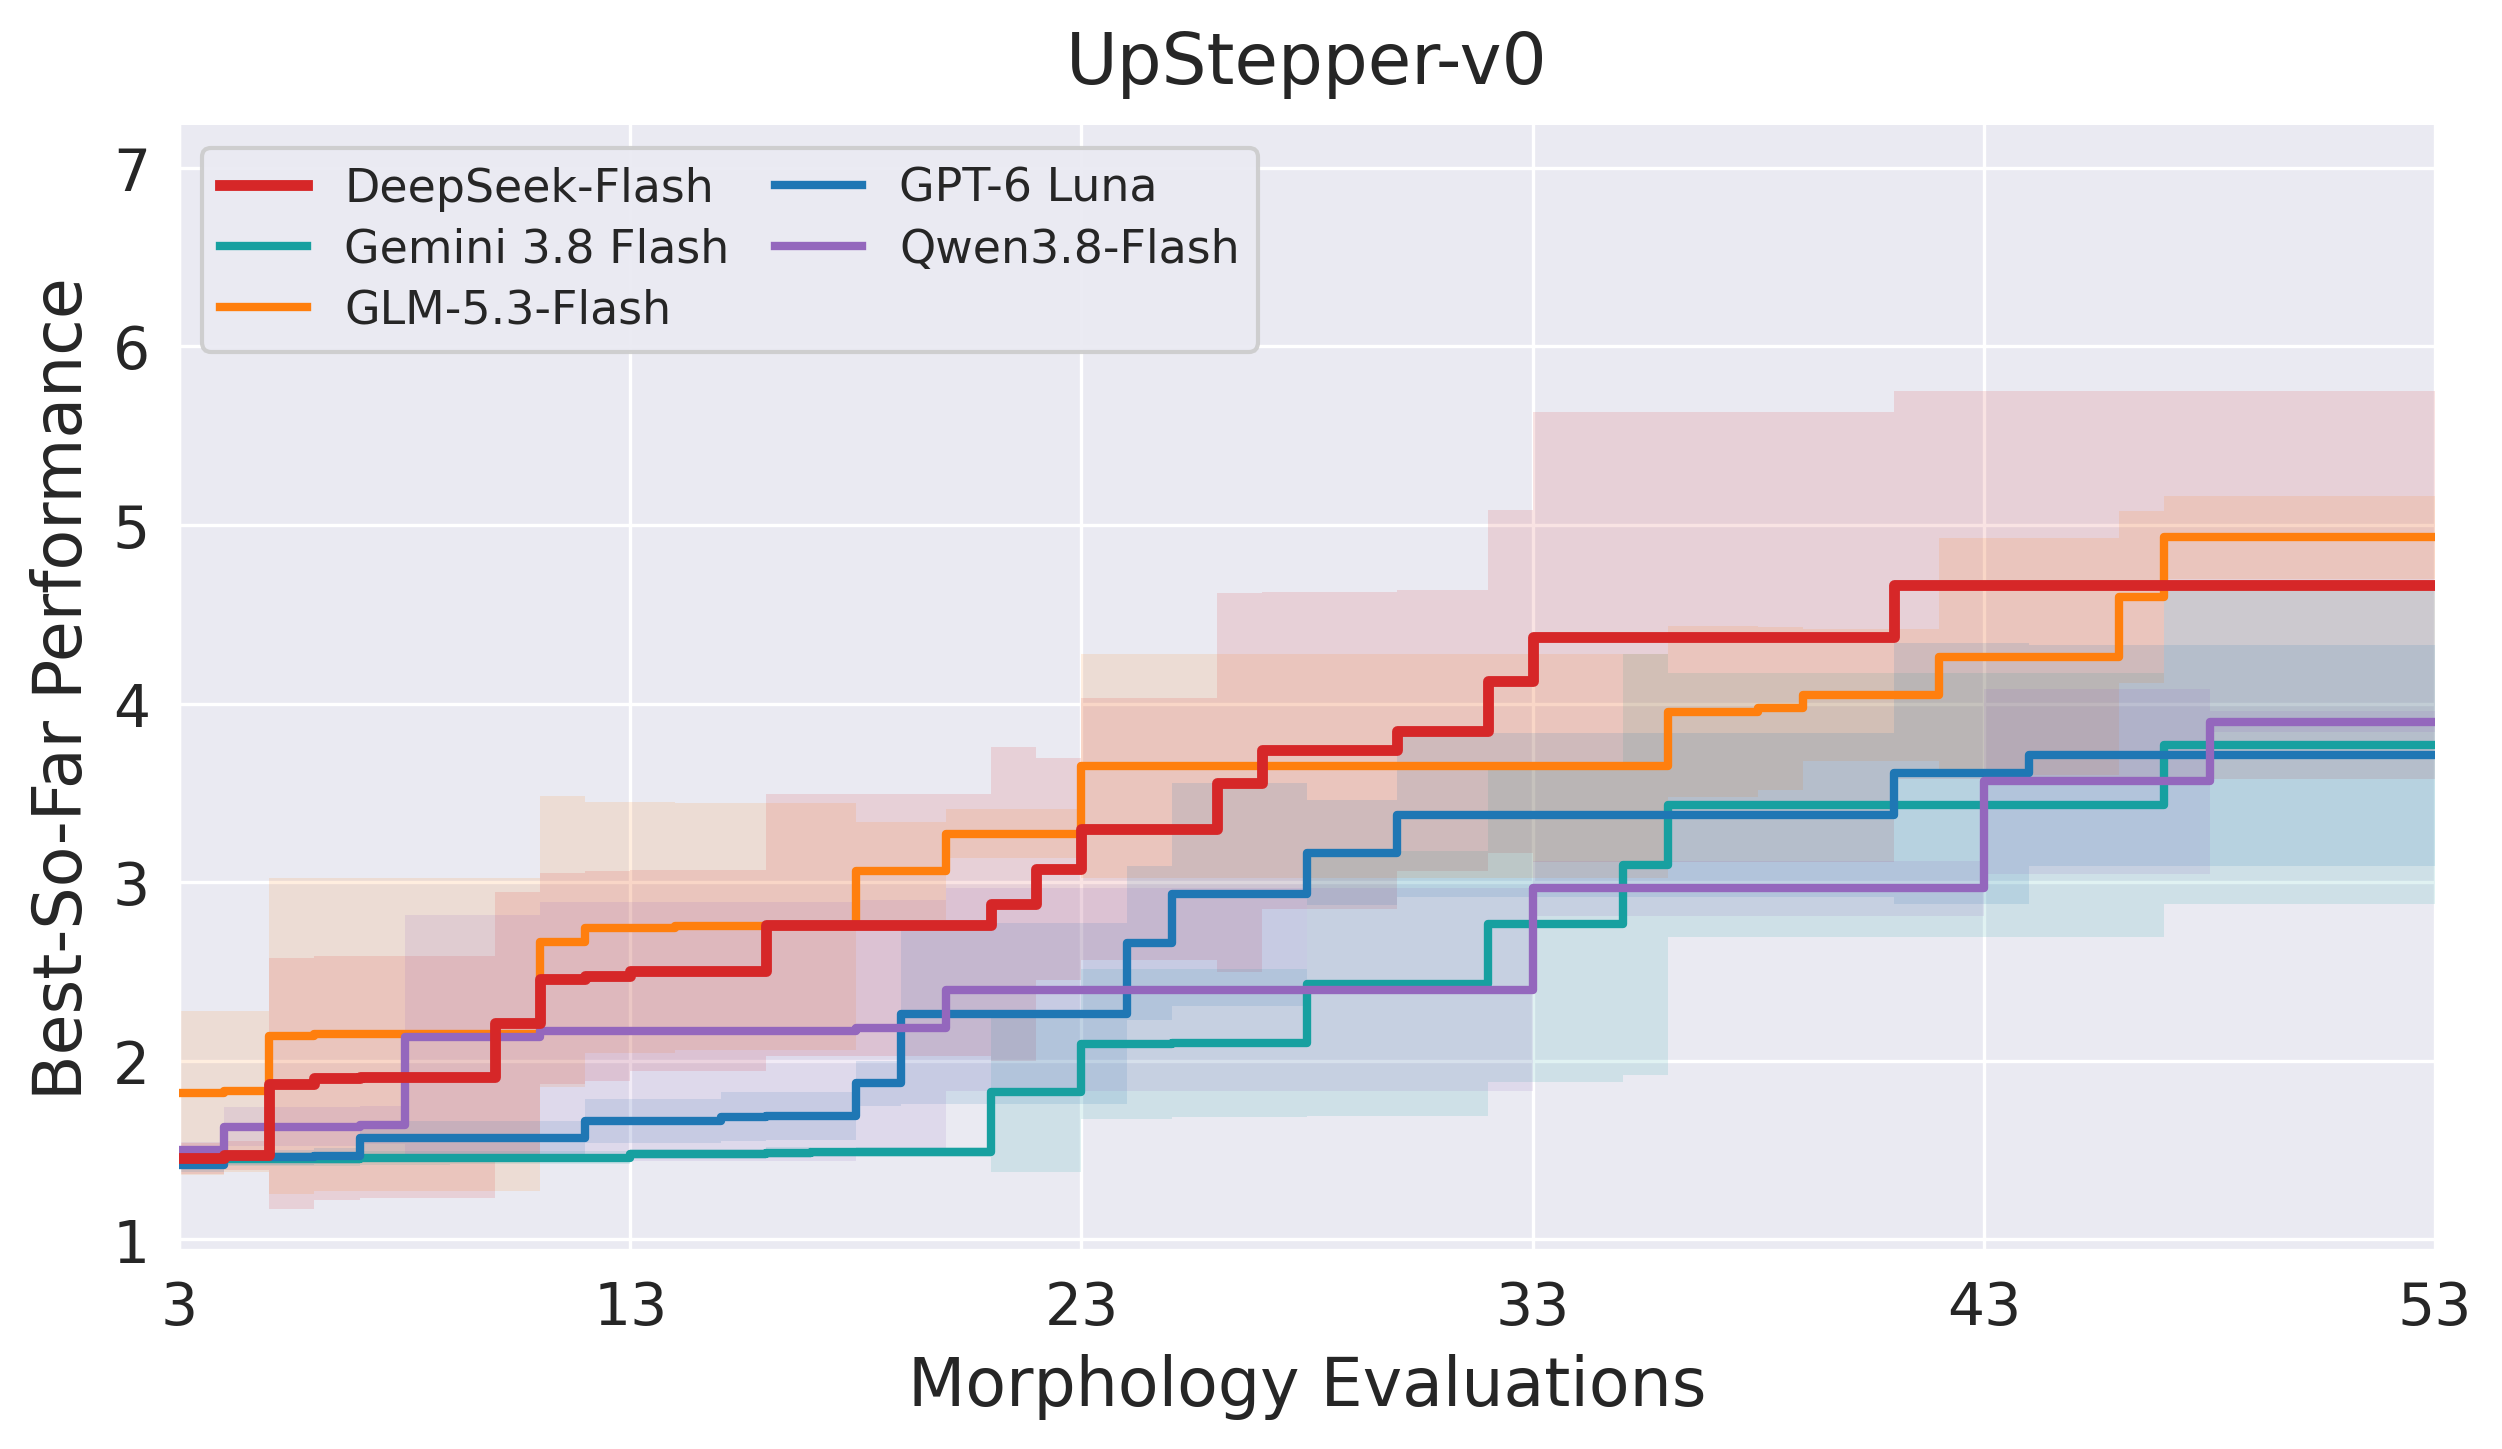 UpStepper-v0
DeepSeek-Flash
Gemini 3.8 Flash
GLM-5.3-Flash
GPT-6 Luna
Qwen3.8-Flash
Best-So-Far Performance
7
6
5
4
3
2
1
3 13 23 33 43 53
Morphology Evaluations